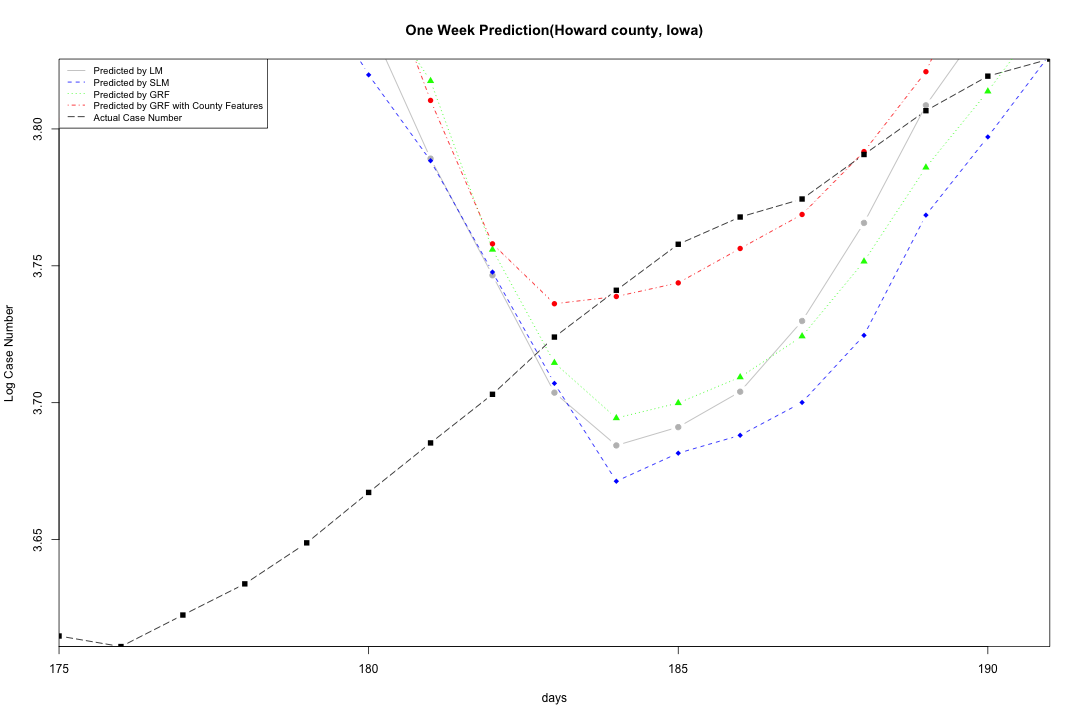 One Week Prediction(Howard county, Iowa)
Predicted by LM
Predicted by SLM
Predicted by GRF
Predicted by GRF with County Features
Actual Case Number
3.80
3.75
3.70
3.65
Log Case Number
175
180
185
190
days